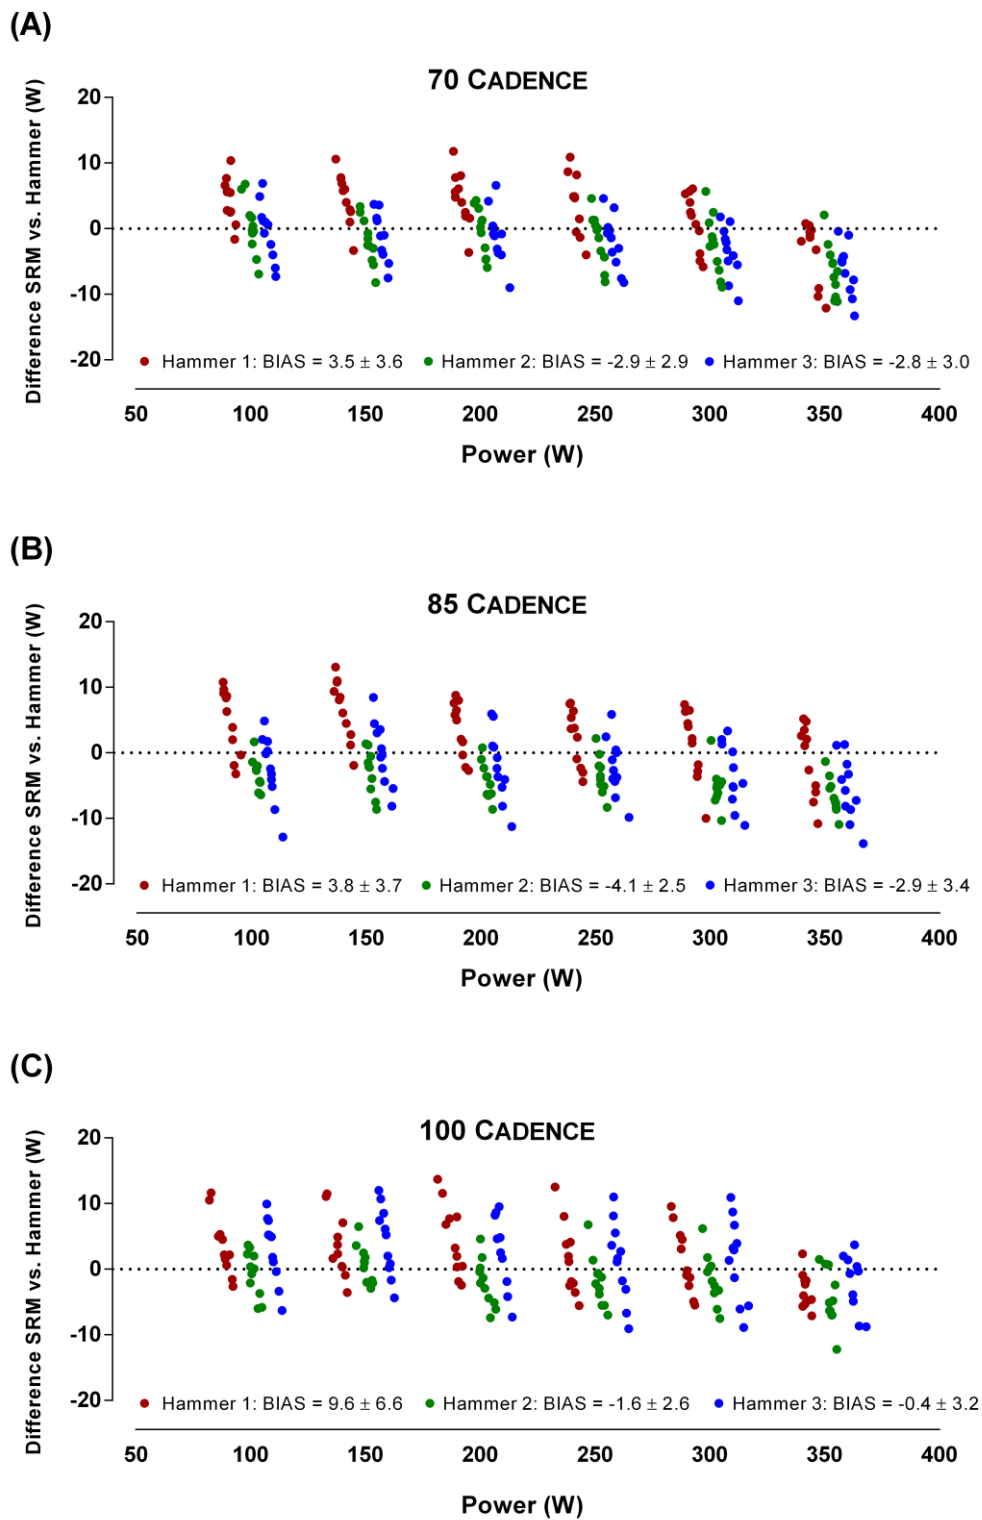 (A)
70 CADENCE
Difference SRM vs. Hammer (W)
20
10
0
-10
-20
Hammer 1: BIAS = 3.5 ± 3.6 Hammer 2: BIAS = -2.9 ± 2.9 Hammer 3: BIAS = -2.8 ± 3.0
50 100 150 200 250 300 350 400
Power (W)
(B)
85 CADENCE
Difference SRM vs. Hammer (W)
20
10
0
-10
-20
Hammer 1: BIAS = 3.8 ± 3.7 Hammer 2: BIAS = -4.1 ± 2.5 Hammer 3: BIAS = -2.9 ± 3.4
50 100 150 200 250 300 350 400
Power (W)
(C)
100 CADENCE
Difference SRM vs. Hammer (W)
20
10
0
-10
-20
Hammer 1: BIAS = 9.6 ± 6.6 Hammer 2: BIAS = -1.6 ± 2.6 Hammer 3: BIAS = -0.4 ± 3.2
50 100 150 200 250 300 350 400
Power (W)